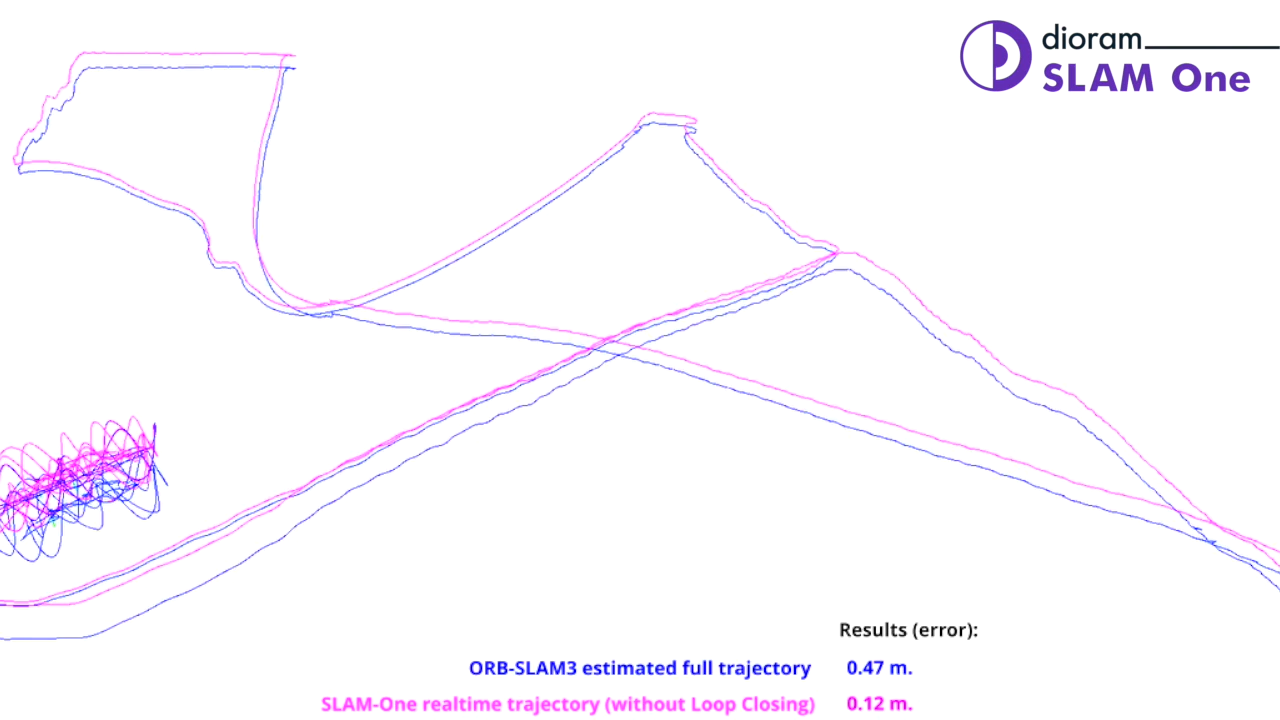 dioram
SLAM One
Results (error):
ORB-SLAM3 estimated full trajectory 0.47 m.
SLAM-One realtime trajectory (without Loop Closing) 0.12 m.